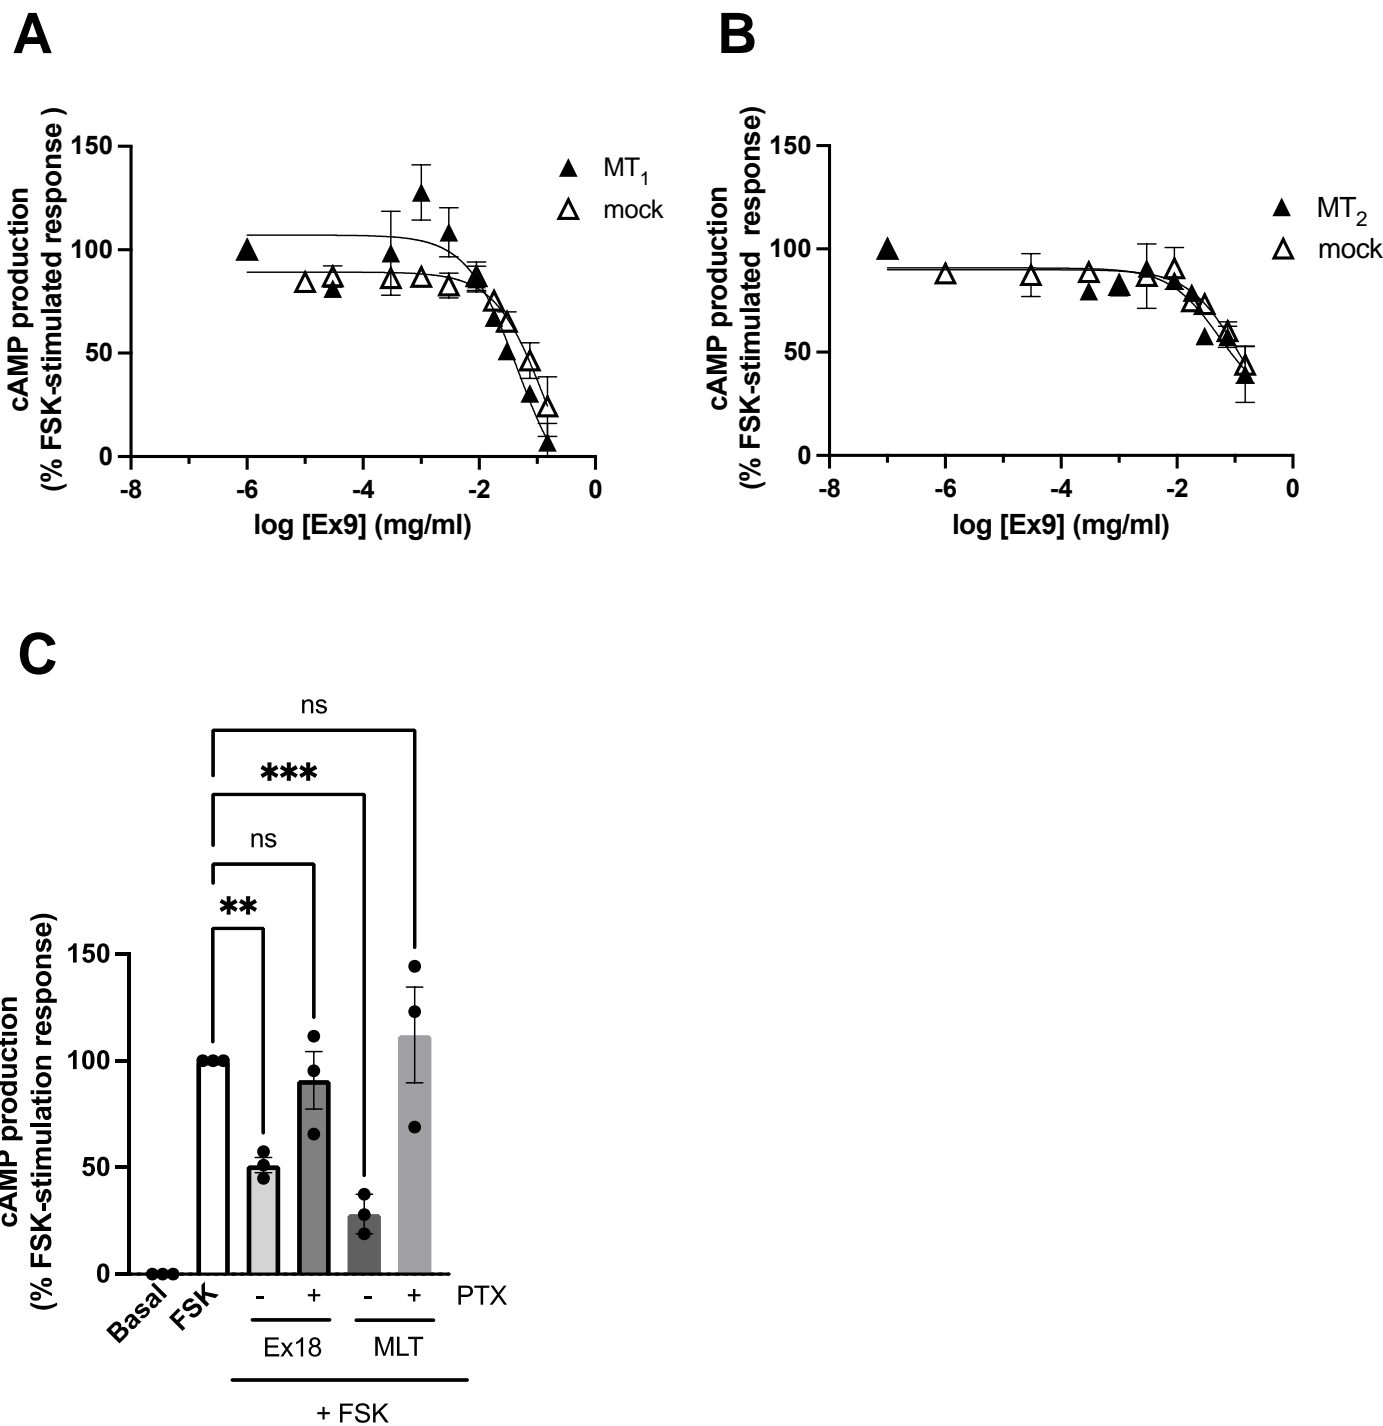 A
cAMP production
(% FSK-stimulated response )
150
100
50
0
-8
-6
-4
-2
0
log [Ex9] (mg/ml)
MT1
mock
B
cAMP production
(% FSK-stimulated  response)
150
100
50
0
-8
-6
-4
-2
0
log [Ex9] (mg/ml)
MT2
mock
C
ns
***
ns
**
cAMP production
(% FSK-stimulation response)
150
100
50
0
Basal
FSK
- + - + PTX
Ex18 MLT
+ FSK